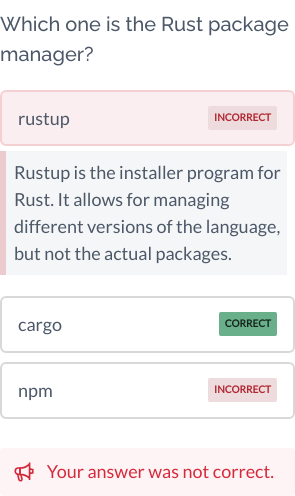 Which one is the Rust package
manager?
rustup INCORRECT
Rustup is the installer program for
Rust. It allows for managing
different versions of the language,
but not the actual packages.
cargo CORRECT
npm INCORRECT
Your answer was not correct.